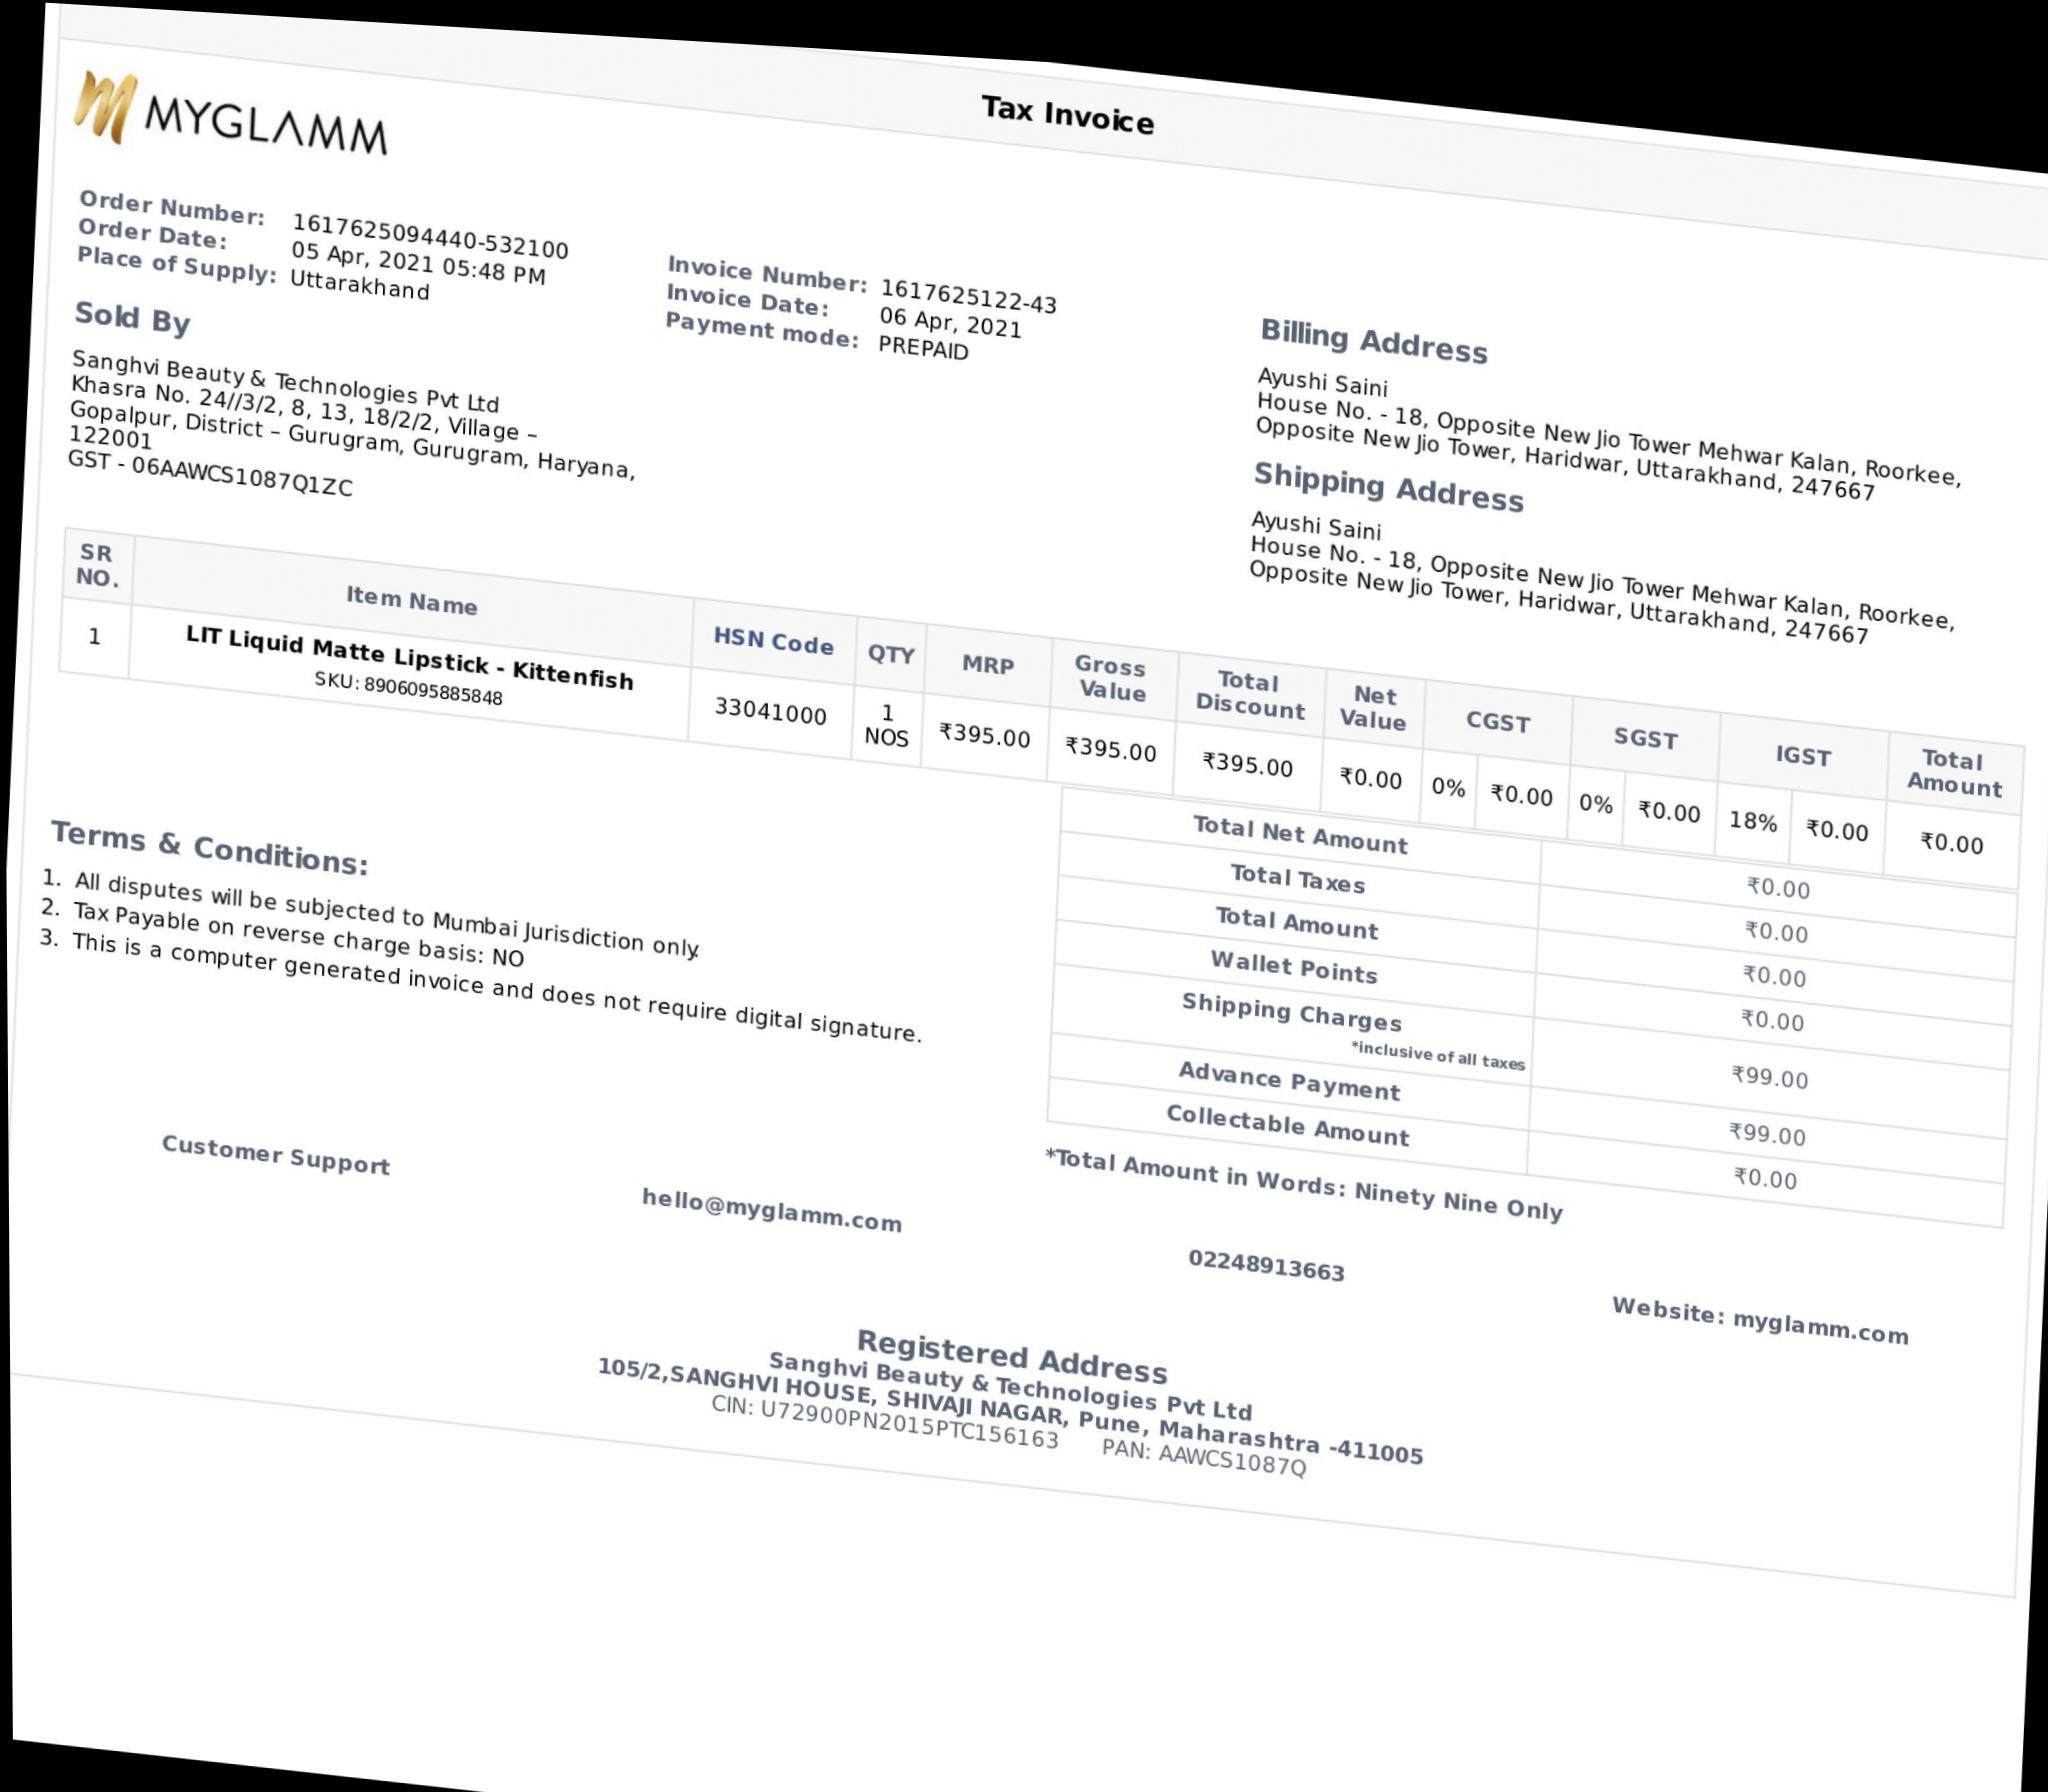 Tax Invoice
MYGLAMM
Order Number: 1617625094440-532100
Order Date: 05 Apr, 2021 05:48 PM
Place of Supply: Uttarakhand
Invoice Number: 1617625122-43
Invoice Date: 06 Apr, 2021
Payment mode: PREPAID
Sold By
Sanghvi Beauty & Technologies Pvt Ltd
Khasra No. 24//3/2, 8, 13, 18/2/2, Village –
Gopalpur, District – Gurugram, Gurugram, Haryana,
122001
GST - 06AAWCS1087Q1ZC
Billing Address
Ayushi Saini
House No. - 18, Opposite New Jio Tower Mehwar Kalan, Roorkee,
Opposite New Jio Tower, Haridwar, Uttarakhand, 247667
Shipping Address
Ayushi Saini
House No. - 18, Opposite New Jio Tower Mehwar Kalan, Roorkee,
Opposite New Jio Tower, Haridwar, Uttarakhand, 247667
SR NO. Item Name HSN Code QTY MRP Gross Value Total Discount Net Value CGST SGST IGST Total Amount
1 LIT Liquid Matte Lipstick - Kittenfish 33041000 1 NOS ₹395.00 ₹395.00 ₹395.00 ₹0.00 0% ₹0.00 0% ₹0.00 18% ₹0.00 ₹0.00
SKU: 8906095885848
Total Net Amount ₹0.00
Total Taxes ₹0.00
Total Amount ₹0.00
Wallet Points ₹0.00
Shipping Charges ₹99.00
*inclusive of all taxes
Advance Payment ₹99.00
Collectable Amount ₹0.00
*Total Amount in Words: Ninety Nine Only
Terms & Conditions:
1. All disputes will be subjected to Mumbai Jurisdiction only.
2. Tax Payable on reverse charge basis: NO
3. This is a computer generated invoice and does not require digital signature.
Customer Support hello@myglamm.com 02248913663 Website: myglamm.com
Registered Address
Sanghvi Beauty & Technologies Pvt Ltd
105/2,SANGHVI HOUSE, SHIVAJI NAGAR, Pune, Maharashtra -411005
CIN: U72900PN2015PTC156163 PAN: AAWCS1087Q